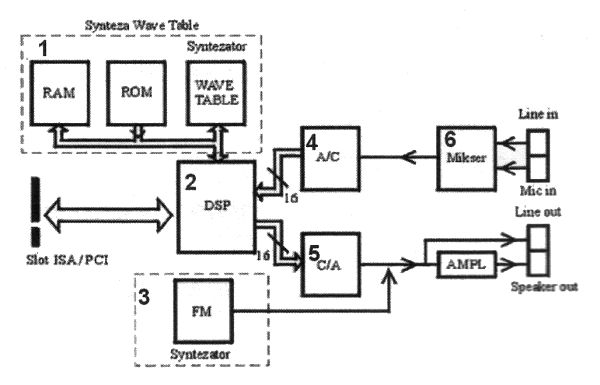 Synteza Wave Table
1
Syntezator
RAM
ROM
WAVE
TABLE
Line in
4
A/C
6
Mikser
Mic in
2
DSP
16
Line out
16
5
C/A
AMPL
Slot ISA/PCI
Speaker out
3
FM
Syntezator